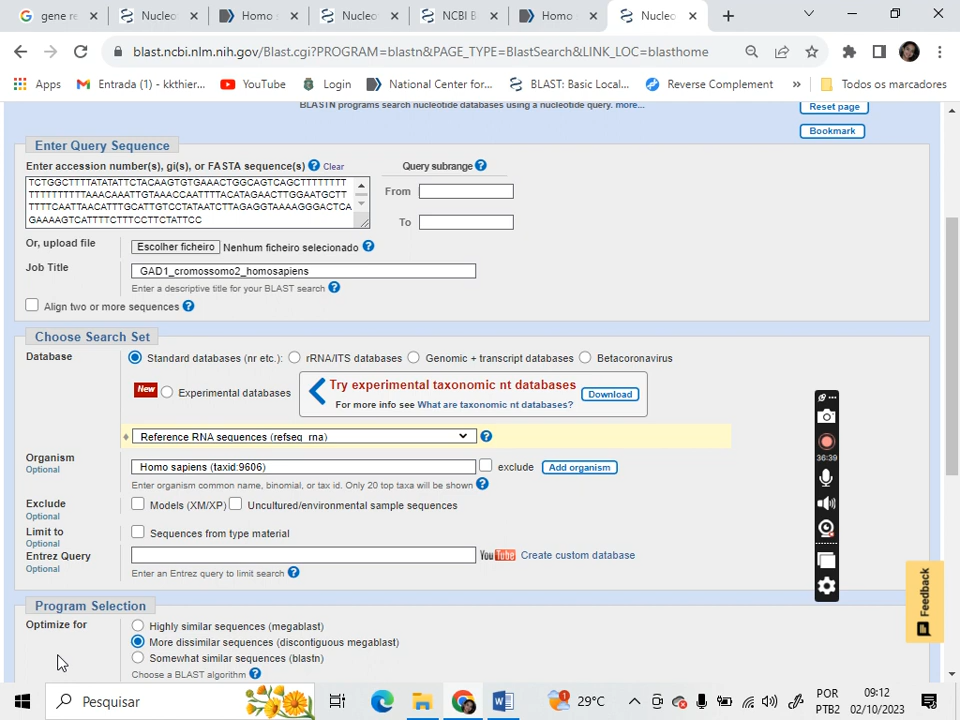 gene re
Nucleo
Homo s
Nucleo
NCBI B
Homo
Nucleo
blast.ncbi.nlm.nih.gov/Blast.cgi?PROGRAM=blastn&PAGE_TYPE=BlastSearch&LINK_LOC=blasthome
Apps
Entrada (1) - kkthier...
YouTube
Login
National Center for...
BLAST: Basic Local...
Reverse Complement
»
Todos os marcadores
BLASTN programs search nucleotide databases using a nucleotide query. more...
Reset page
Bookmark
Enter Query Sequence
Enter accession number(s), gi(s), or FASTA sequence(s) ? Clear
Query subrange ?
TCTGGCTTTTATATATTCTACAAGTGTGAAACTGGCAGTCAGCTTTTTTTT
TTTTTTTTTTAAACAAATTGTAAACCAATTTTACATAGAACTTGGAATGCTT
TTTTCAATTAACATTTGCATTGTCCTATAATCTTAGAGGTAAAAGGGACTCA
GAAAAGTCATTTTCTTTCCTTCTATTCC
From
To
Or, upload file
Escolher ficheiro Nenhum ficheiro selecionado ?
Job Title
GAD1_cromossomo2_homosapiens
Enter a descriptive title for your BLAST search ?
Align two or more sequences ?
Choose Search Set
Database
Standard databases (nr etc.): rRNA/ITS databases Genomic + transcript databases Betacoronavirus
New Experimental databases
Try experimental taxonomic nt databases
Download
For more info see What are taxonomic nt databases?
Reference RNA sequences (refseq_rna) ?
Organism
Optional
Homo sapiens (taxid:9606)
exclude
Add organism
Enter organism common name, binomial, or tax id. Only 20 top taxa will be shown ?
Exclude
Optional
Models (XM/XP) Uncultured/environmental sample sequences
Limit to
Optional
Sequences from type material
Entrez Query
Optional
You Tube Create custom database
Enter an Entrez query to limit search ?
Program Selection
Optimize for
Highly similar sequences (megablast)
More dissimilar sequences (discontiguous megablast)
Somewhat similar sequences (blastn)
Choose a BLAST algorithm ?
36:39
Feedback
Pesquisar
1
29°C
POR
PTB2
09:12
02/10/2023